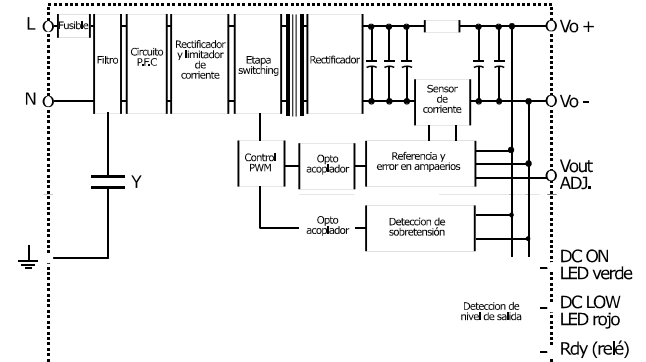 L
Fusible
Filtro
Circuito
P.F.C
Rectificador
y limitador
de
corriente
Etapa
switching
Rectificador
Vo +
N
Sensor
de
corriente
Vo -
Control
PWM
Opto
acoplador
Referencia y
error en ampaerios
Vout
ADJ.
Y
Opto
acoplador
Deteccion de
sobretensión
DC ON
LED verde
Deteccion de
nivel de salida
DC LOW
LED rojo
Rdy (relé)